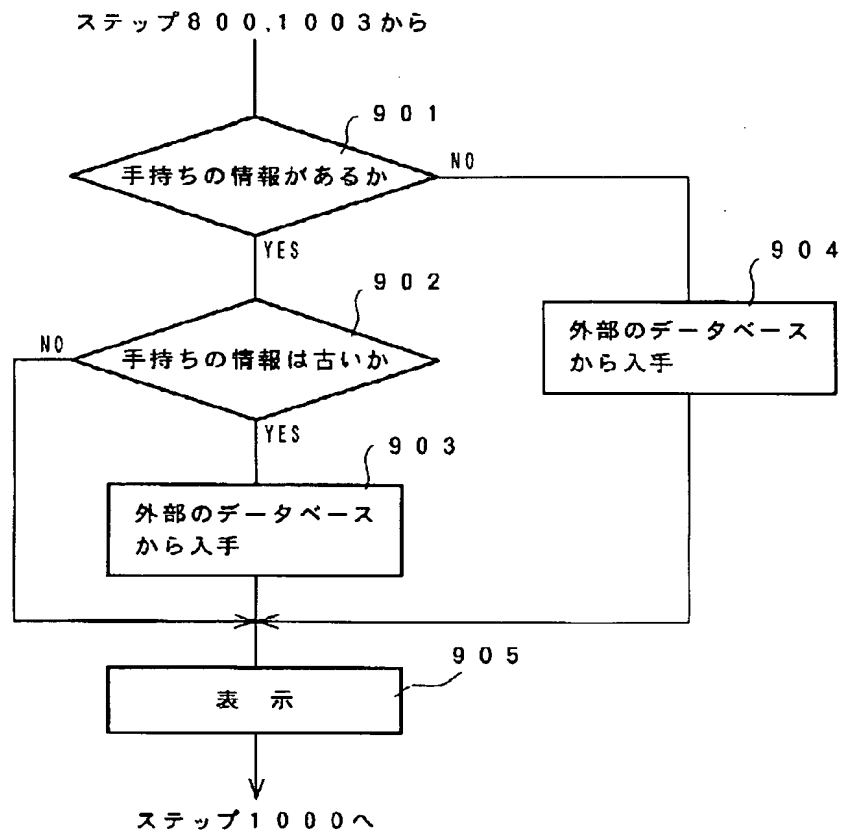 ステップ８００,１００３から
９０１
手持ちの情報があるか
NO
YES
９０４
外部のデータベース
から入手
９０２
手持ちの情報は古いか
NO
YES
９０３
外部のデータベース
から入手
９０５
表 示
ステップ１０００へ